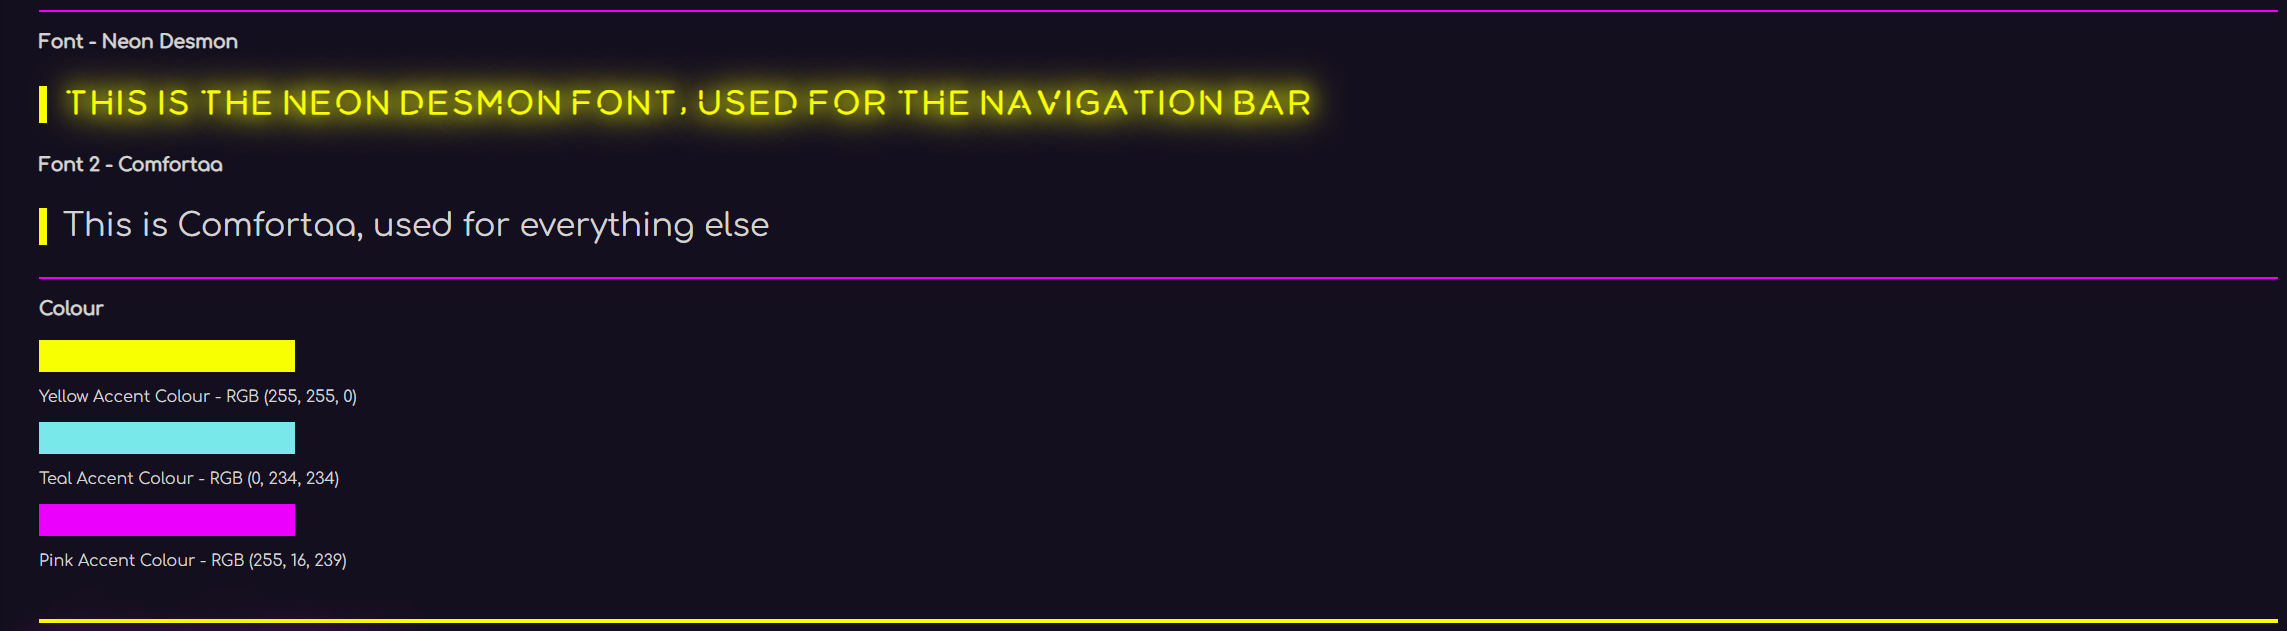 Font - Neon Desmon
THIS IS THE NEON DESMON FONT, USED FOR THE NAVIGATION BAR
Font 2 - Comfortaa
This is Comfortaa, used for everything else
Colour
Yellow Accent Colour - RGB (255, 255, 0)
Teal Accent Colour - RGB (0, 234, 234)
Pink Accent Colour - RGB (255, 16, 239)